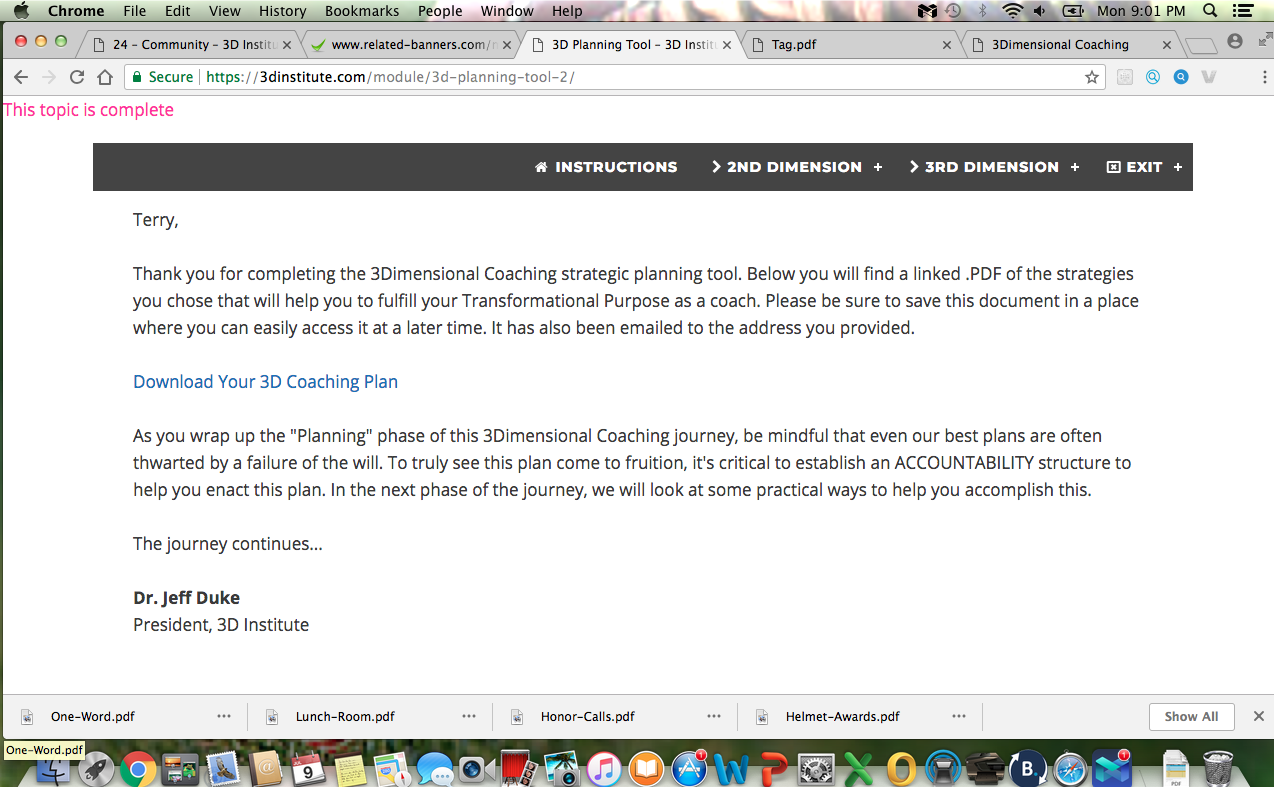 Chrome File Edit View History Bookmarks People Window Help Mon 9:01 PM
24 – Community – 3D Instit
www.related-banners.com/
3D Planning Tool – 3D Instit
Tag.pdf
3Dimensional Coaching
Secure https://3dinstitute.com/module/3d-planning-tool-2/
This topic is complete
INSTRUCTIONS 2ND DIMENSION + 3RD DIMENSION + EXIT +
Terry,
Thank you for completing the 3Dimensional Coaching strategic planning tool. Below you will find a linked .PDF of the strategies
you chose that will help you to fulfill your Transformational Purpose as a coach. Please be sure to save this document in a place
where you can easily access it at a later time. It has also been emailed to the address you provided.
Download Your 3D Coaching Plan
As you wrap up the "Planning" phase of this 3Dimensional Coaching journey, be mindful that even our best plans are often
thwarted by a failure of the will. To truly see this plan come to fruition, it's critical to establish an ACCOUNTABILITY structure to
help you enact this plan. In the next phase of the journey, we will look at some practical ways to help you accomplish this.
The journey continues...
Dr. Jeff Duke
President, 3D Institute
One-Word.pdf
Lunch-Room.pdf
Honor-Calls.pdf
Helmet-Awards.pdf
Show All
One-Word.pdf
9
1
B.
1
PDF